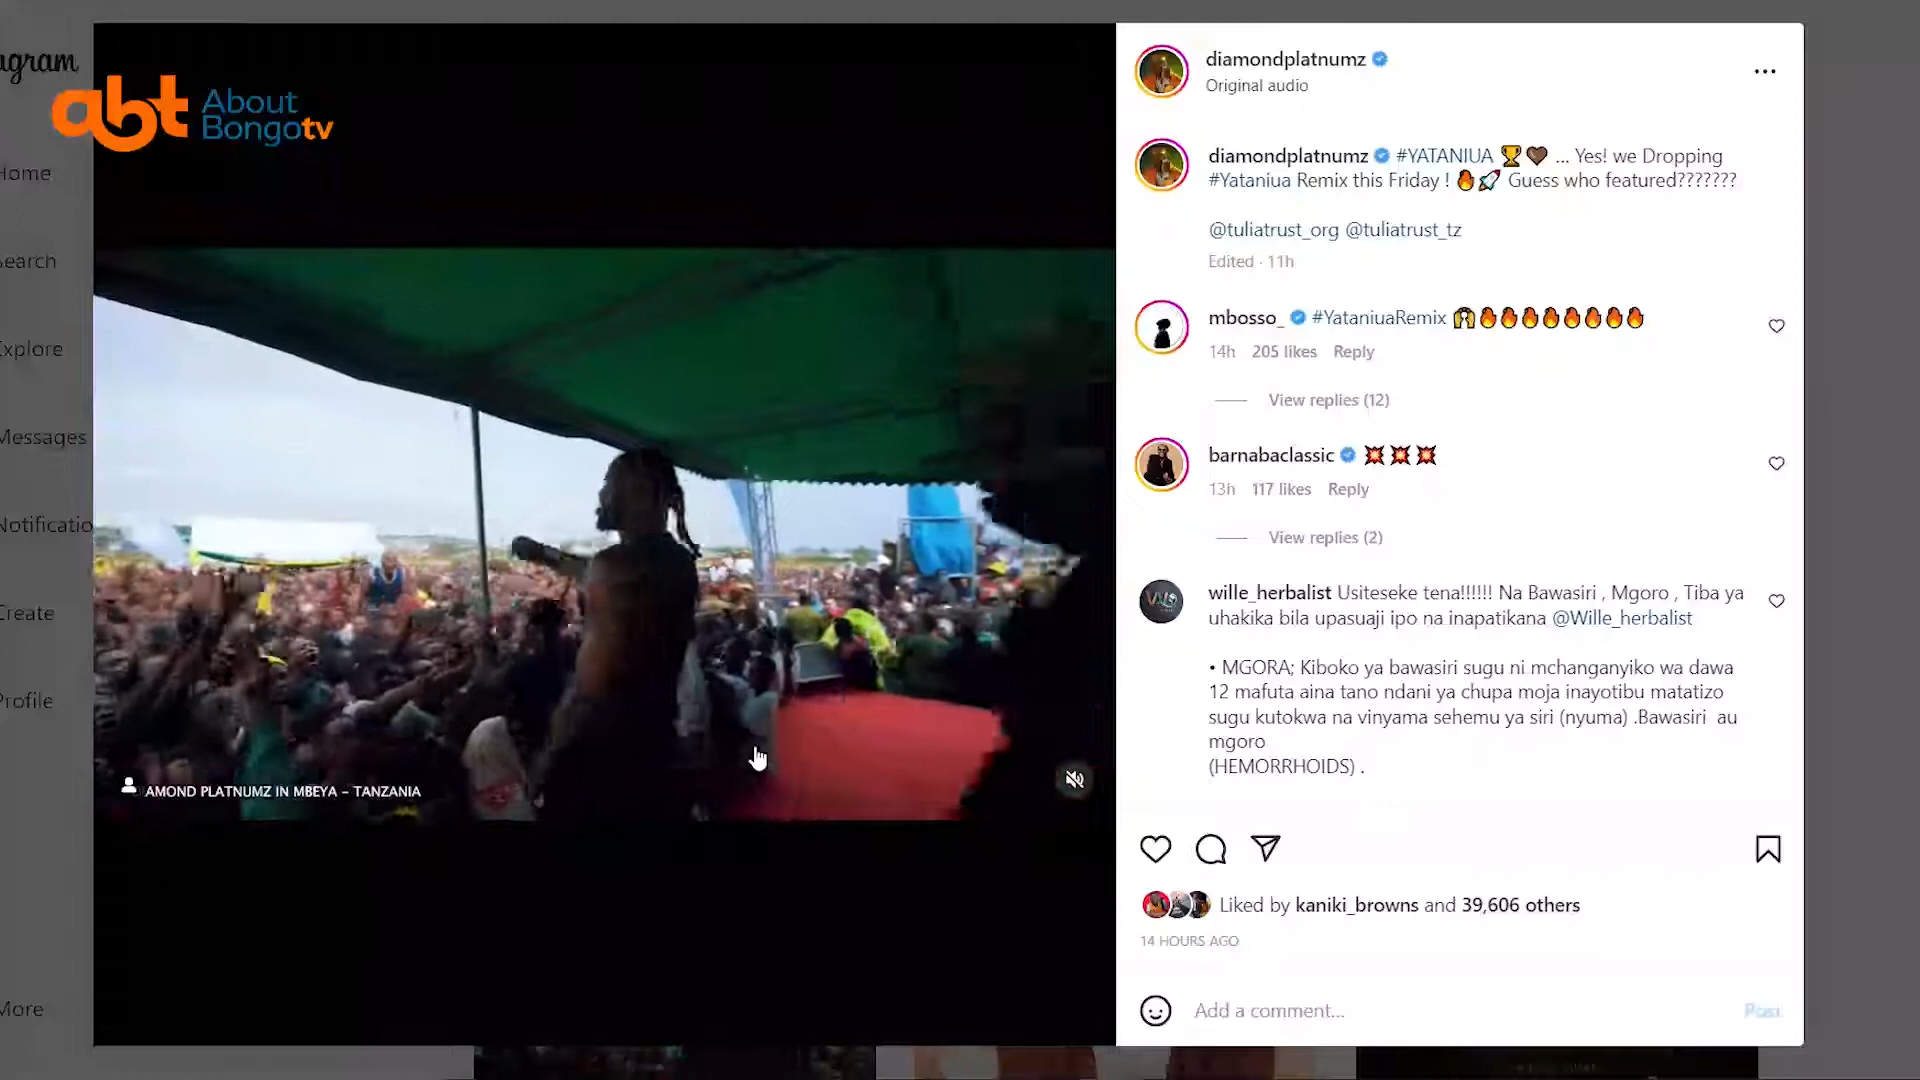 agram
abt About
Bongotv
Home
Search
Explore
Messages
Notificatio
Create
Profile
More
AMOND PLATNUMZ IN MBEYA – TANZANIA
diamondplatnumz
Original audio
diamondplatnumz #YATANIUA 🏆🤎 ... Yes! we Dropping
#Yataniua Remix this Friday ! 🔥🚀 Guess who featured???????
@tuliatrust_org @tuliatrust_tz
Edited · 11h
mbosso_ #YataniuaRemix 🙌🔥🔥🔥🔥🔥🔥🔥🔥
14h 205 likes Reply
View replies (12)
barnabaclassic 💥💥💥
13h 117 likes Reply
View replies (2)
wille_herbalist Usiteseke tena!!!!!! Na Bawasiri , Mgoro , Tiba ya
uhakika bila upasuaji ipo na inapatikana @Wille_herbalist
• MGORA; Kiboko ya bawasiri sugu ni mchanganyiko wa dawa
12 mafuta aina tano ndani ya chupa moja inayotibu matatizo
sugu kutokwa na vinyama sehemu ya siri (nyuma) .Bawasiri au
mgoro
(HEMORRHOIDS) .
Liked by kaniki_browns and 39,606 others
14 HOURS AGO
Add a comment...
Post